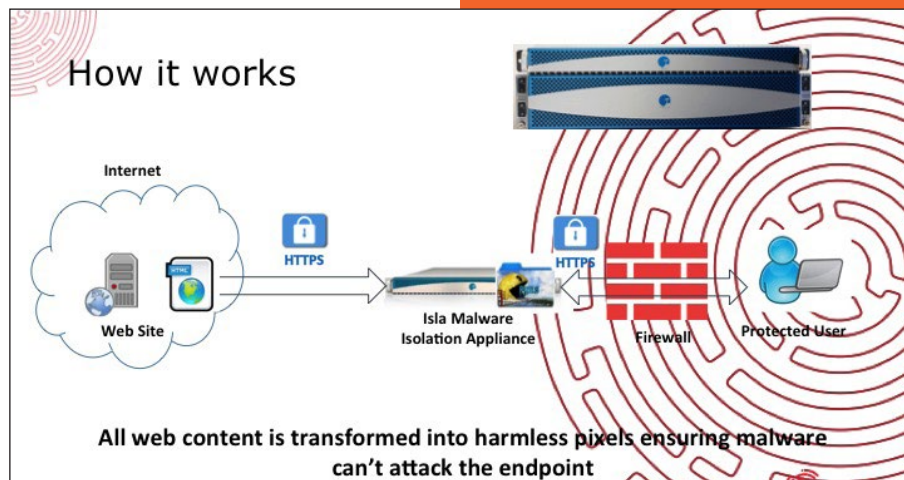 How it works
Internet
HTTPS
HTTPS
HTML
Web Site
Isla Malware
Isolation Appliance
Firewall
Protected User
All web content is transformed into harmless pixels ensuring malware
can't attack the endpoint